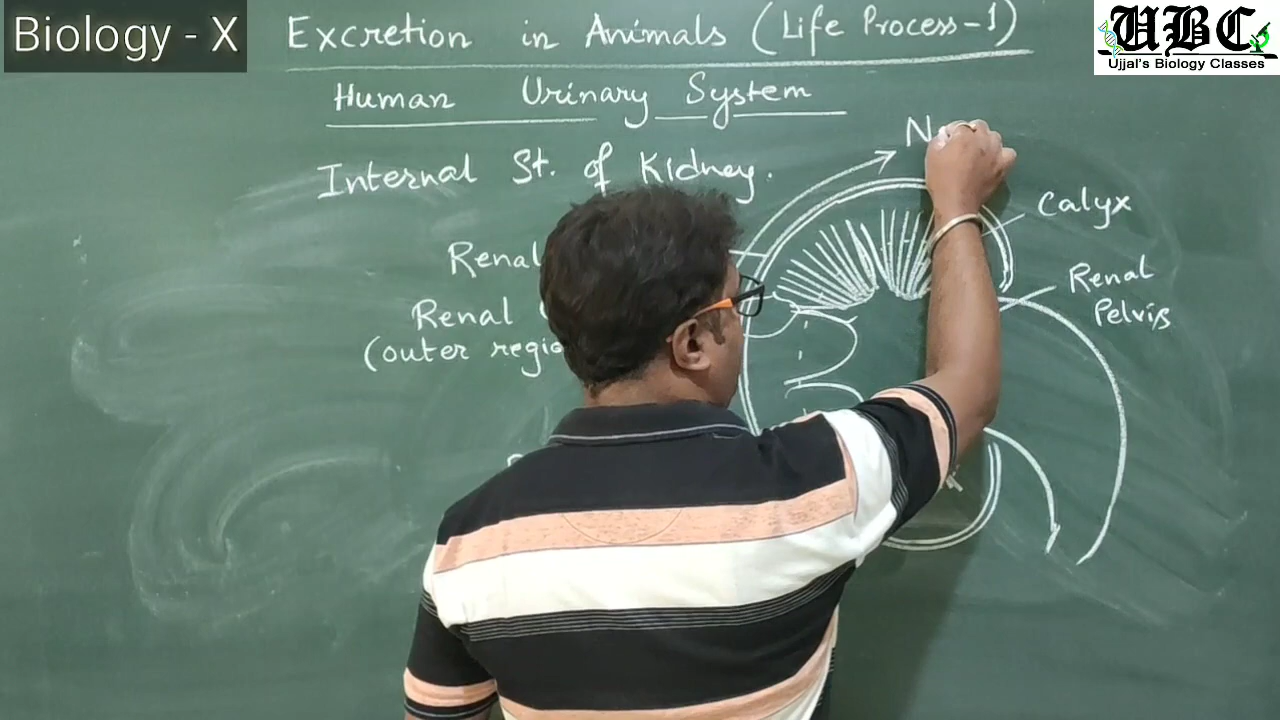 Biology - X
Excretion in Animals (Life Process-1)
UBC
Ujjal's Biology Classes
Human Urinary System
Internal St. of Kidney.
N
Calyx
Renal
Renal
Pelvis
Renal
(outer regio